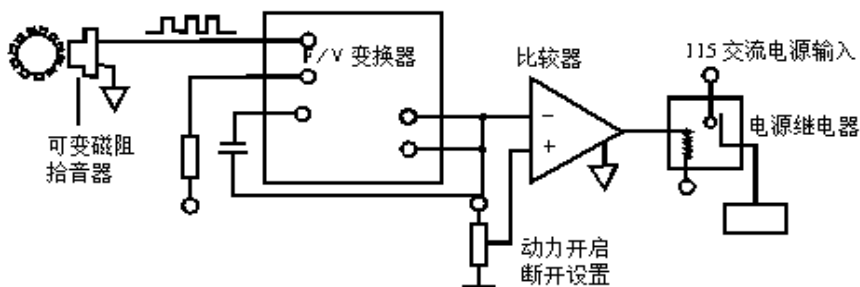 F/V 变换器
比较器
115 交流电源输入
电源继电器
可变磁阻
拾音器
−
+
动力开启
断开设置